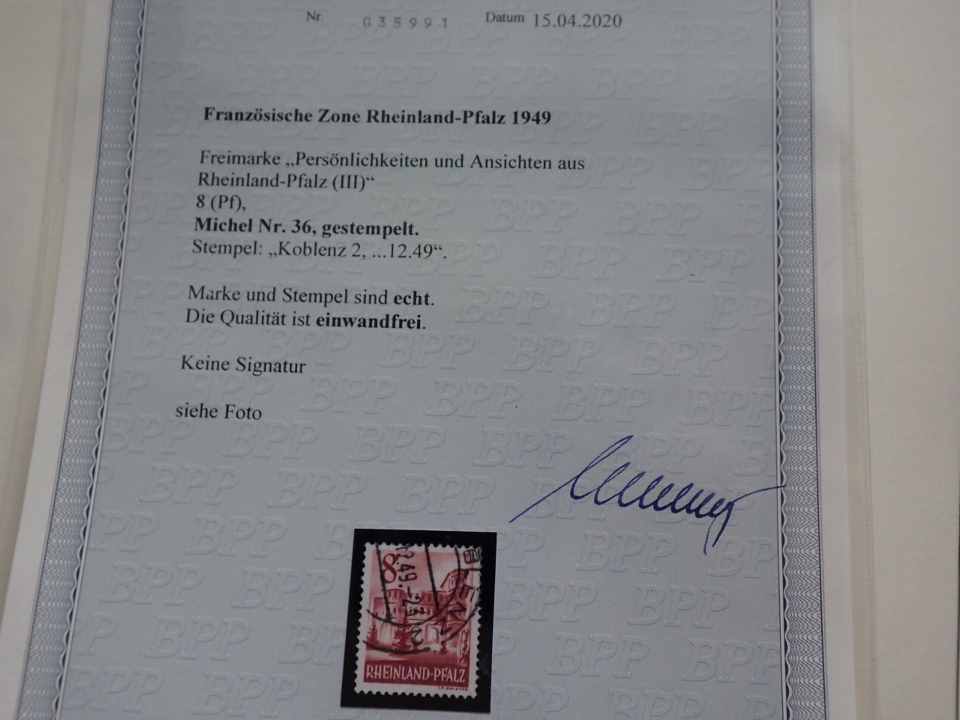 Nr. 035991 Datum 15.04.2020
Französische Zone Rheinland-Pfalz 1949
Freimarke „Persönlichkeiten und Ansichten aus
Rheinland-Pfalz (III)“
8 (Pf),
Michel Nr. 36, gestempelt.
Stempel: „Koblenz 2, ...12.49“.
Marke und Stempel sind echt.
Die Qualität ist einwandfrei.
Keine Signatur
siehe Foto
8
RHEINLAND-PFALZ
BPP